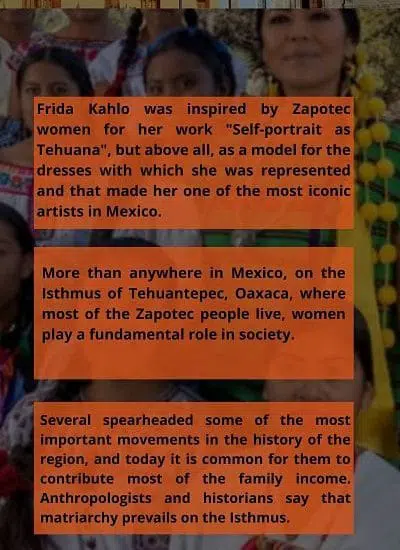 Frida Kahlo was inspired by Zapotec
women for her work "Self-portrait as
Tehuana", but above all, as a model for the
dresses with which she was represented
and that made her one of the most iconic
artists in Mexico.
More than anywhere in Mexico, on the
Isthmus of Tehuantepec, Oaxaca, where
most of the Zapotec people live, women
play a fundamental role in society.
Several spearheaded some of the most
important movements in the history of the
region, and today it is common for them to
contribute most of the family income.
Anthropologists and historians say that
matriarchy prevails on the Isthmus.